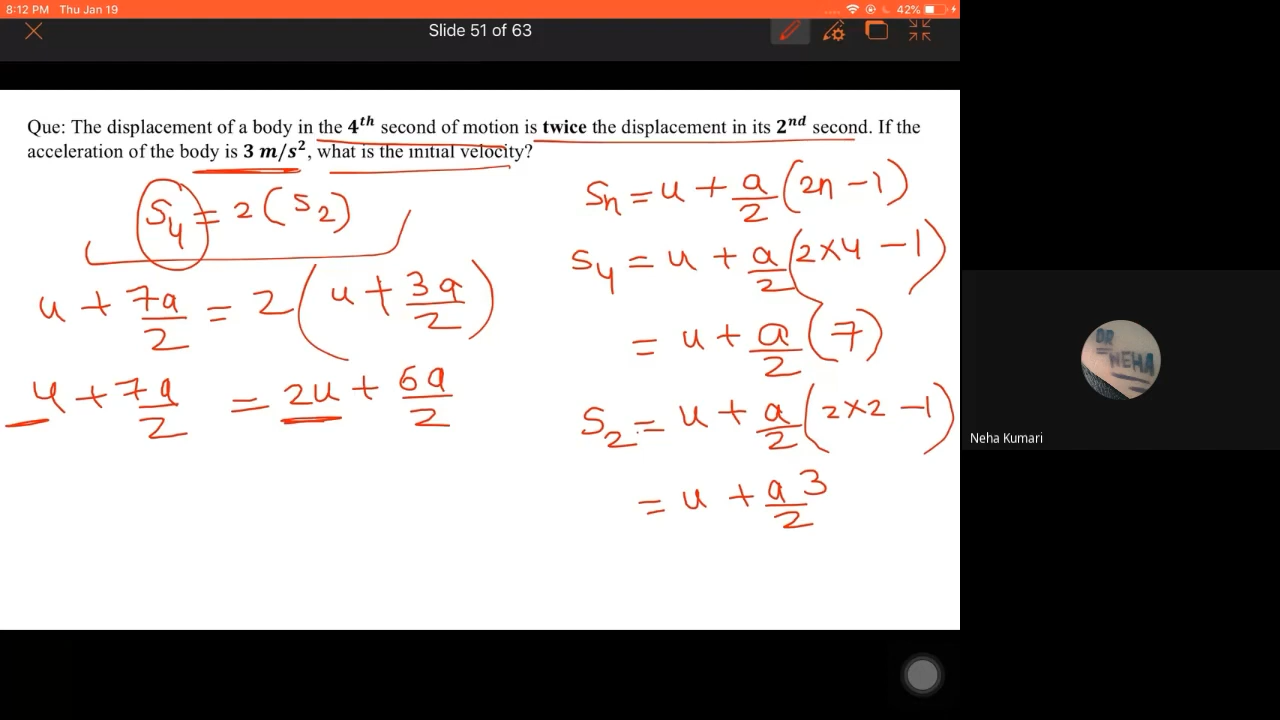 8:12 PM Thu Jan 19
42%
Slide 51 of 63
Que: The displacement of a body in the 4th second of motion is twice the displacement in its 2nd second. If the
acceleration of the body is 3 m/s², what is the initial velocity?
S₄ = 2(S₂)
u + 7a/2 = 2(u + 3a/2)
u + 7a/2 = 2u + 6a/2
Sn = u + a/2 (2n - 1)
S₄ = u + a/2 (2×4 - 1)
= u + a/2 (7)
S₂ = u + a/2 (2×2 - 1)
= u + a/2 3
DR
NEHA
Neha Kumari